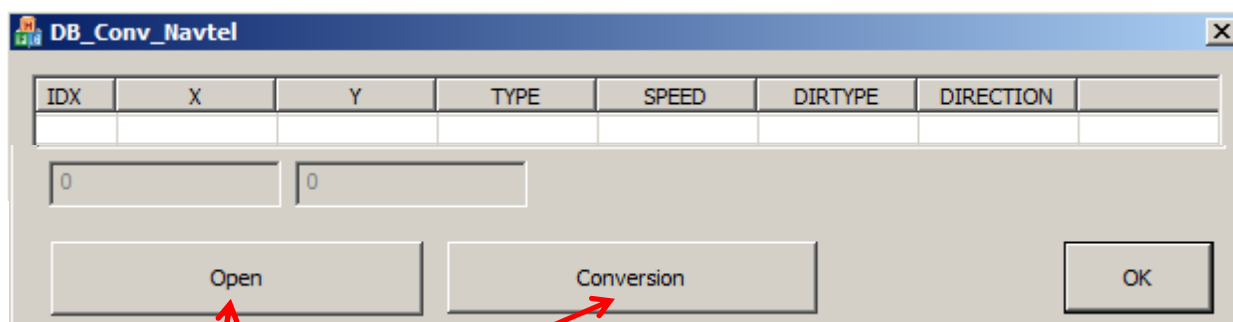 DB_Conv_Navtel
IDX X Y TYPE SPEED DIRTYPE DIRECTION
0 0
Open Conversion OK